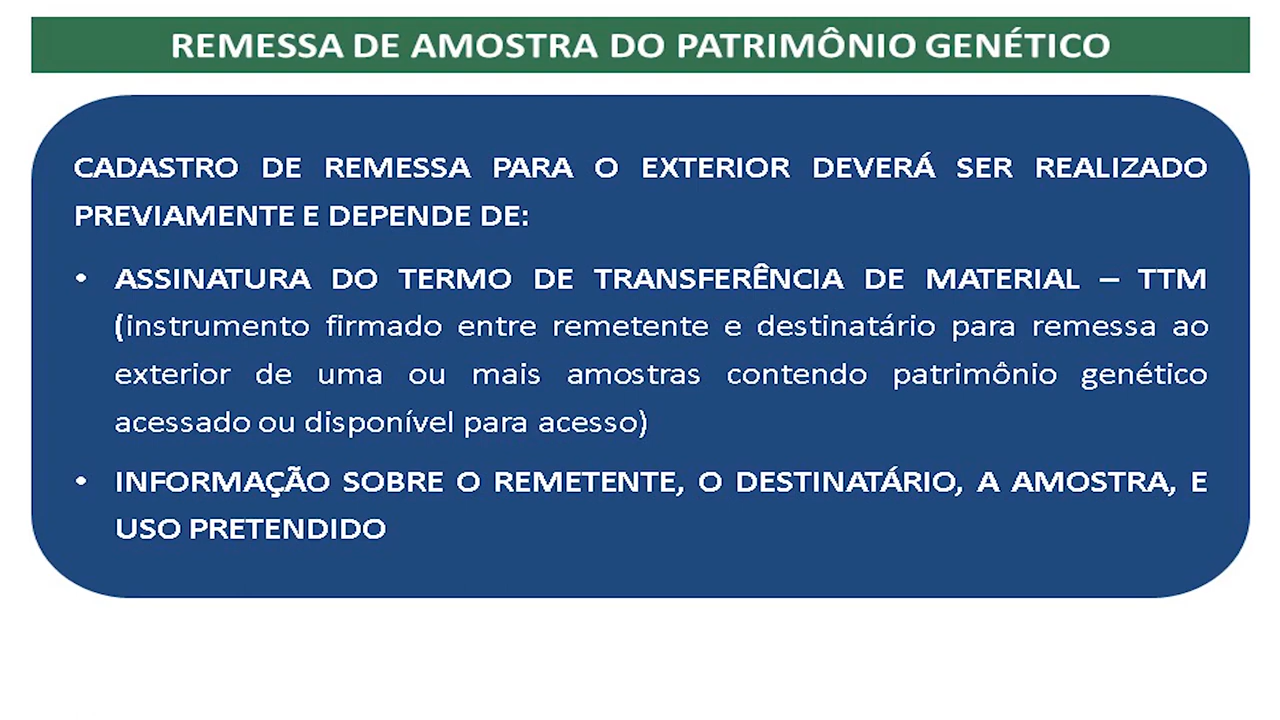 REMESSA DE AMOSTRA DO PATRIMÔNIO GENÉTICO
CADASTRO DE REMESSA PARA O EXTERIOR DEVERÁ SER REALIZADO
PREVIAMENTE E DEPENDE DE:
• ASSINATURA DO TERMO DE TRANSFERÊNCIA DE MATERIAL – TTM
(instrumento firmado entre remetente e destinatário para remessa ao
exterior de uma ou mais amostras contendo patrimônio genético
acessado ou disponível para acesso)
• INFORMAÇÃO SOBRE O REMETENTE, O DESTINATÁRIO, A AMOSTRA, E
USO PRETENDIDO